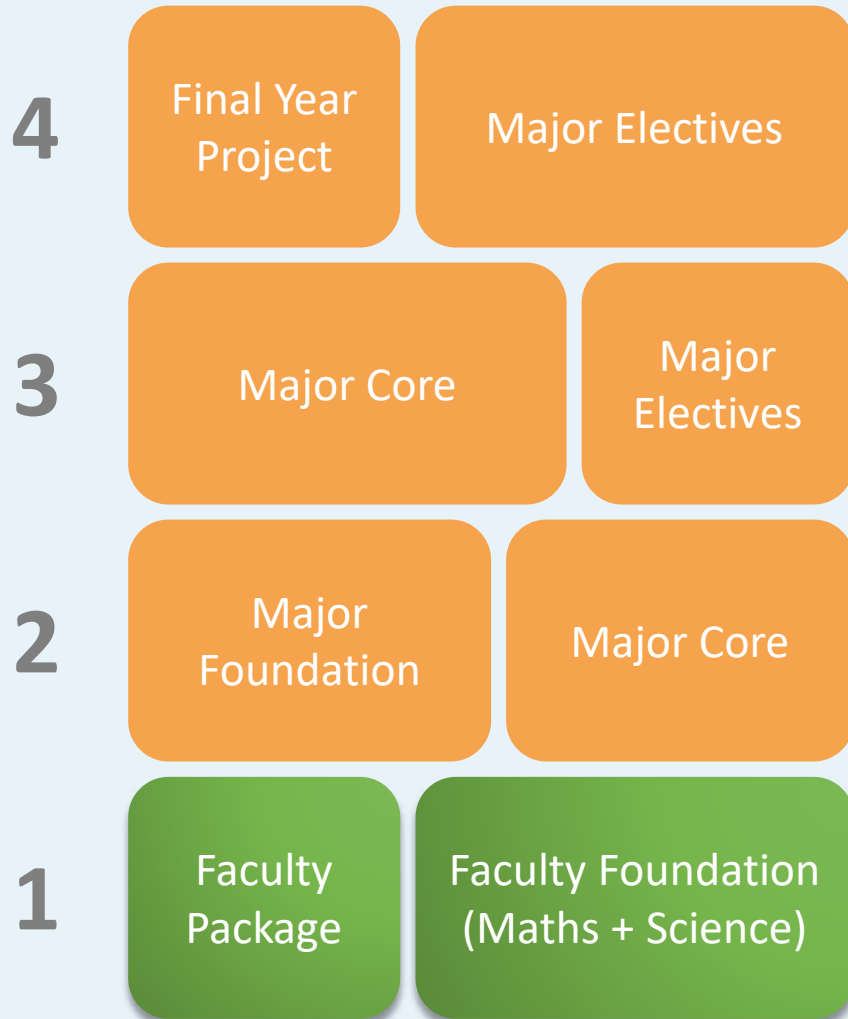 4
Final Year
Project
Major Electives
3
Major Core
Major
Electives
2
Major
Foundation
Major Core
1
Faculty
Package
Faculty Foundation
(Maths + Science)